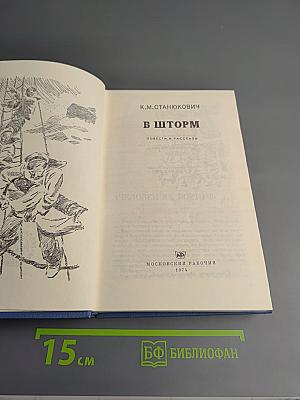 К.М.СТАНЮКОВИЧ
В ШТОРМ
ПОВЕСТИ И РАССКАЗЫ
МОСКОВСКИЙ РАБОЧИЙ
1974
15 см
БФ БИБЛИОФАН